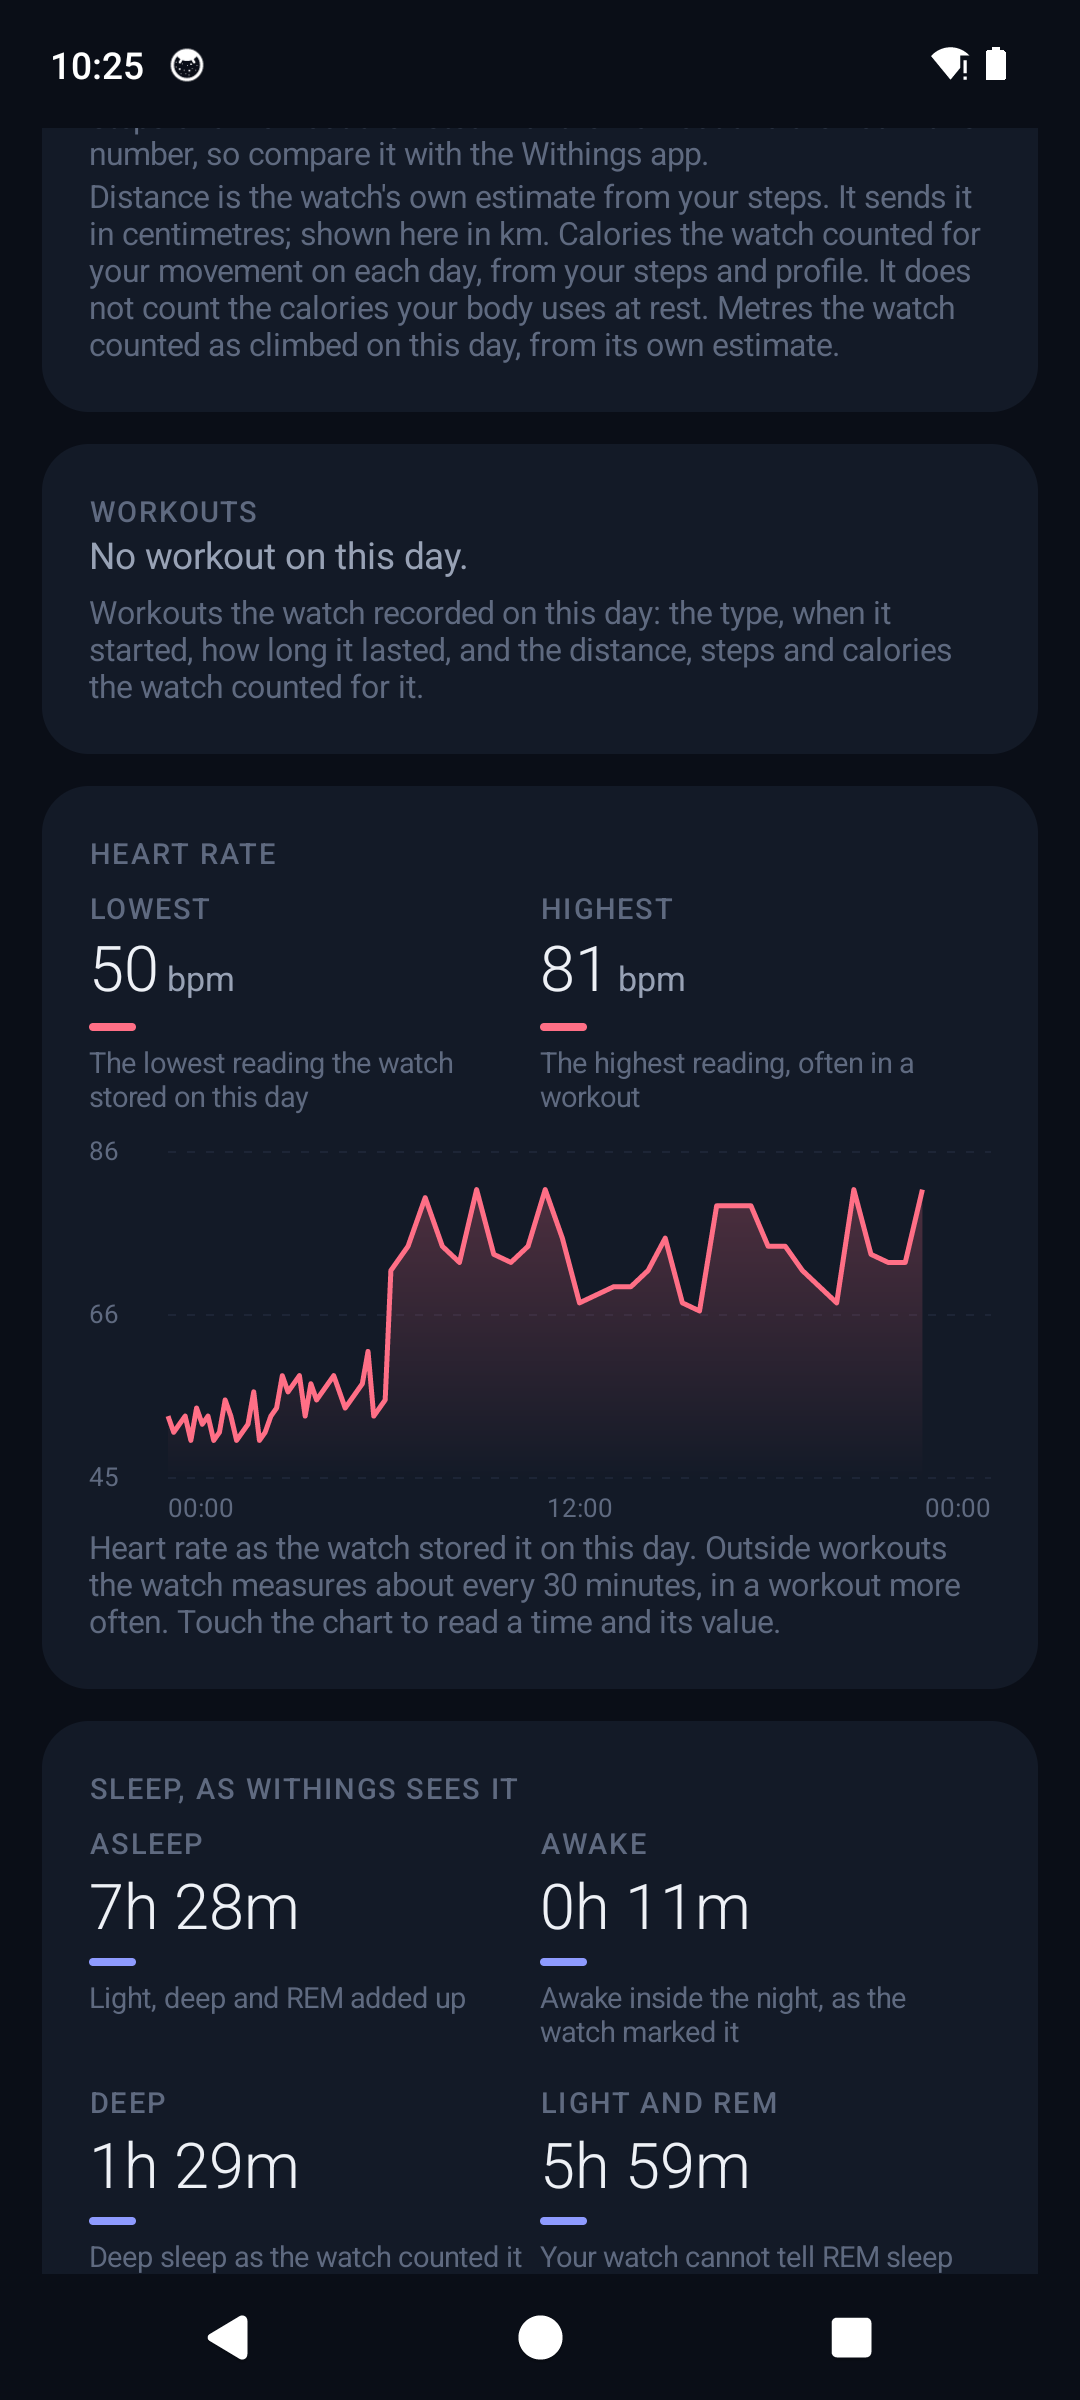 10:25
number, so compare it with the Withings app.
Distance is the watch's own estimate from your steps. It sends it
in centimetres; shown here in km. Calories the watch counted for
your movement on each day, from your steps and profile. It does
not count the calories your body uses at rest. Metres the watch
counted as climbed on this day, from its own estimate.
WORKOUTS
No workout on this day.
Workouts the watch recorded on this day: the type, when it
started, how long it lasted, and the distance, steps and calories
the watch counted for it.
HEART RATE
LOWEST
50 bpm
The lowest reading the watch
stored on this day
HIGHEST
81 bpm
The highest reading, often in a
workout
86
66
45
00:00 12:00 00:00
Heart rate as the watch stored it on this day. Outside workouts
the watch measures about every 30 minutes, in a workout more
often. Touch the chart to read a time and its value.
SLEEP, AS WITHINGS SEES IT
ASLEEP
7h 28m
Light, deep and REM added up
AWAKE
0h 11m
Awake inside the night, as the
watch marked it
DEEP
1h 29m
Deep sleep as the watch counted it
LIGHT AND REM
5h 59m
Your watch cannot tell REM sleep